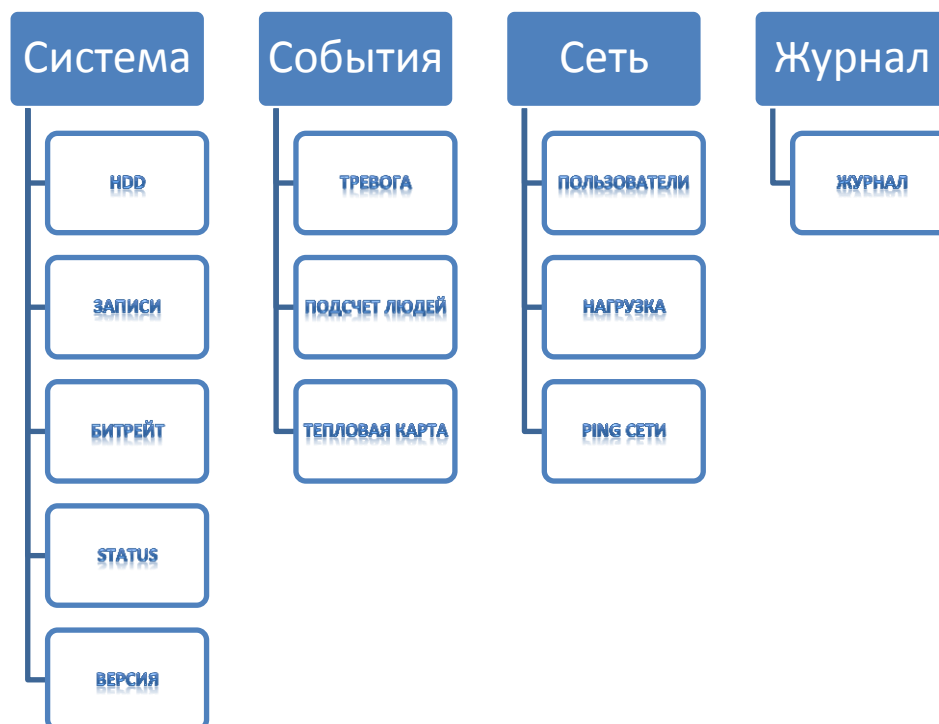 Система
HDD
ЗАПИСИ
БИТРЕЙТ
STATUS
ВЕРСИЯ
События
ТРЕВОГА
ПОДСЧЕТ ЛЮДЕЙ
ТЕПЛОВАЯ КАРТА
Сеть
ПОЛЬЗОВАТЕЛИ
НАГРУЗКА
PING СЕТИ
Журнал
ЖУРНАЛ